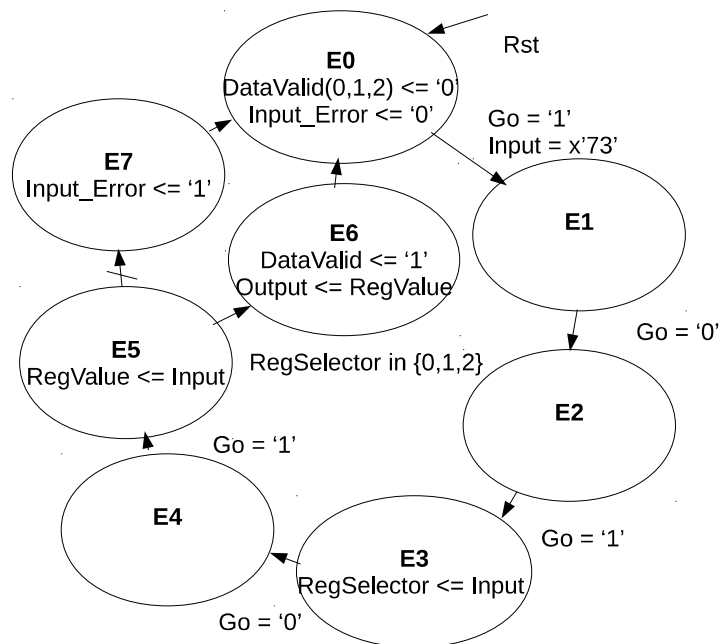 Rst
E0
DataValid(0,1,2) <= ‘0’
Input_Error <= ‘0’
Go = ‘1’
Input = x’73’
E7
Input_Error <= ‘1’
E1
E6
DataValid <= ‘1’
Output <= RegValue
Go = ‘0’
E5
RegValue <= Input
RegSelector in {0,1,2}
E2
Go = ‘1’
E4
Go = ‘1’
E3
RegSelector <= Input
Go = ‘0’